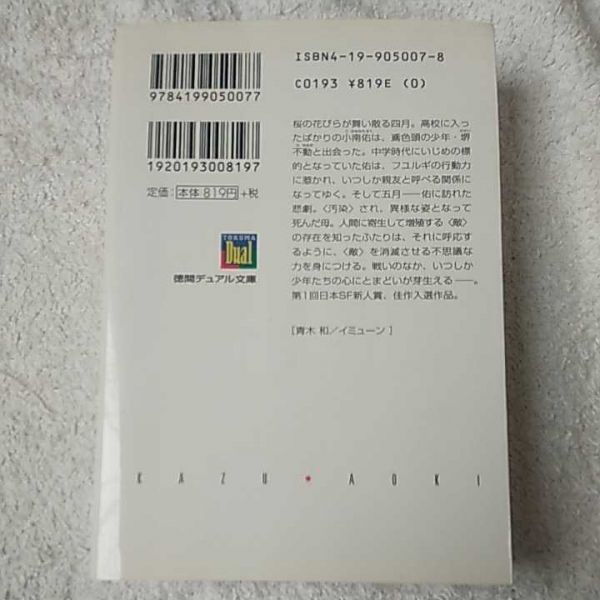 ISBN4-19-905007-8
C0193 ¥819E (0)
9784199050077
1920193008197
定価：本体819円+税
TOKUMA
Dual
徳間デュアル文庫
桜の花びらが舞い散る四月。高校に入っ
たばかりの小南佑は、鳶色頭の少年・堺
不動と出会った。中学時代にいじめの標
的となっていた佑は、フユルギの行動力
に惹かれ、いつしか親友と呼べる関係に
なってゆく。そして五月――佑に訪れた
悲劇。〈汚染〉され、異様な姿となって
死んだ母。人間に寄生して増殖する〈敵〉
の存在を知ったふたりは、それに呼応す
るように、〈敵〉を消滅させる不思議な
力を身につける。戦いのなか、いつしか
少年たちの心にとまどいが芽生える――。
第1回日本SF新人賞、佳作入選作品。
［青木 和／イミューン］
KAZU・AOKI